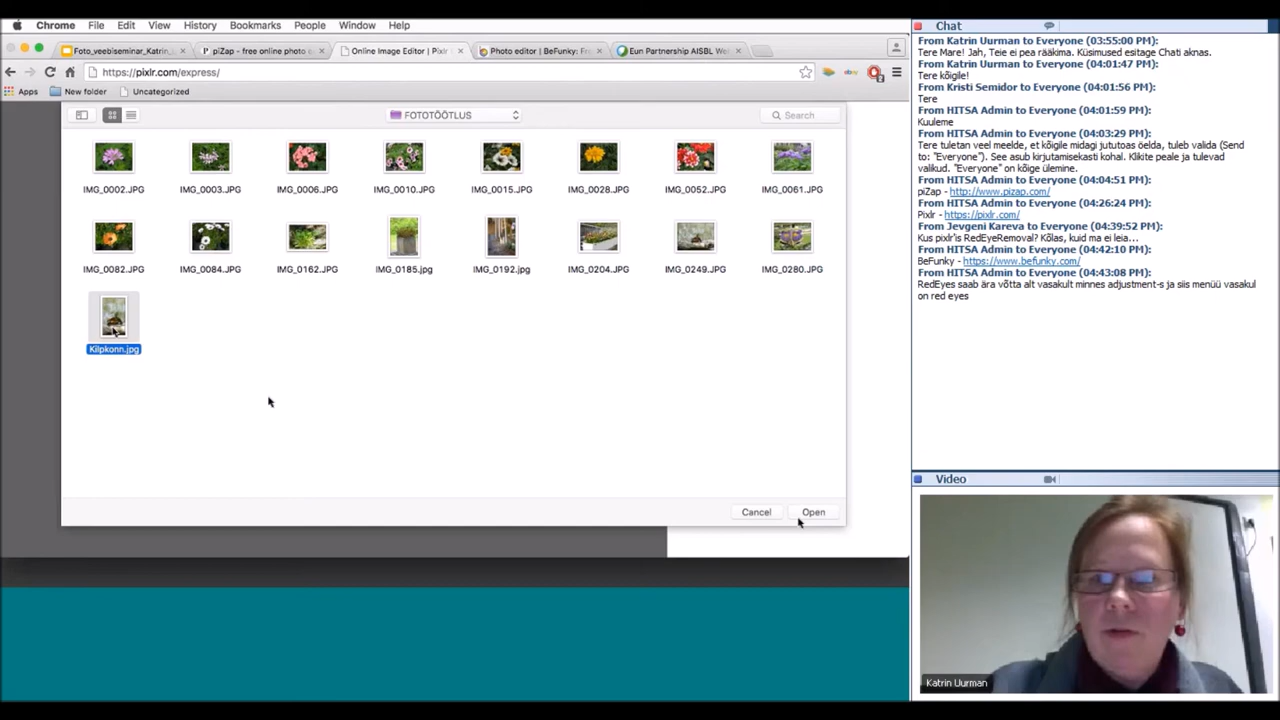 Chrome File Edit View History Bookmarks People Window Help
Foto_veebiseminar_Katrin_ piZap - free online photo e Online Image Editor | Pixlr Photo editor | BeFunky: Fre Eun Partnership AISBL Web
https://pixlr.com/express/
Apps New folder Uncategorized
FOTOTÖÖTLUS Search
IMG_0002.JPG IMG_0003.JPG IMG_0006.JPG IMG_0010.JPG IMG_0015.JPG IMG_0028.JPG IMG_0052.JPG IMG_0061.JPG
IMG_0082.JPG IMG_0084.JPG IMG_0162.JPG IMG_0185.jpg IMG_0192.jpg IMG_0204.JPG IMG_0249.JPG IMG_0280.JPG
Kilpkonn.jpg
Cancel Open
Chat
From Katrin Uurman to Everyone (03:55:00 PM):
Tere Mare! Jah, Teie ei pea rääkima. Küsimused esitage Chati aknas.
From Katrin Uurman to Everyone (04:01:47 PM):
Tere kõigile!
From Kristi Semidor to Everyone (04:01:56 PM):
Tere
From HITSA Admin to Everyone (04:01:59 PM):
Kuuleme
From HITSA Admin to Everyone (04:03:29 PM):
Tere tuletan veel meelde, et kõigile midagi jututoas öelda, tuleb valida (Send
to: "Everyone"). See asub kirjutamisekasti kohal. Klikite peale ja tulevad
valikud. "Everyone" on kõige ülemine.
From HITSA Admin to Everyone (04:04:51 PM):
piZap - http://www.pizap.com/
From HITSA Admin to Everyone (04:26:24 PM):
Pixlr - https://pixlr.com/
From Jevgeni Kareva to Everyone (04:39:52 PM):
Kus pixlr'is RedEyeRemoval? Kõlas, kuid ma ei leia...
From HITSA Admin to Everyone (04:42:10 PM):
BeFunky - https://www.befunky.com/
From HITSA Admin to Everyone (04:43:08 PM):
RedEyes saab ära võtta alt vasakult minnes adjustment-s ja siis menüü vasakul
on red eyes
Video
Katrin Uurman